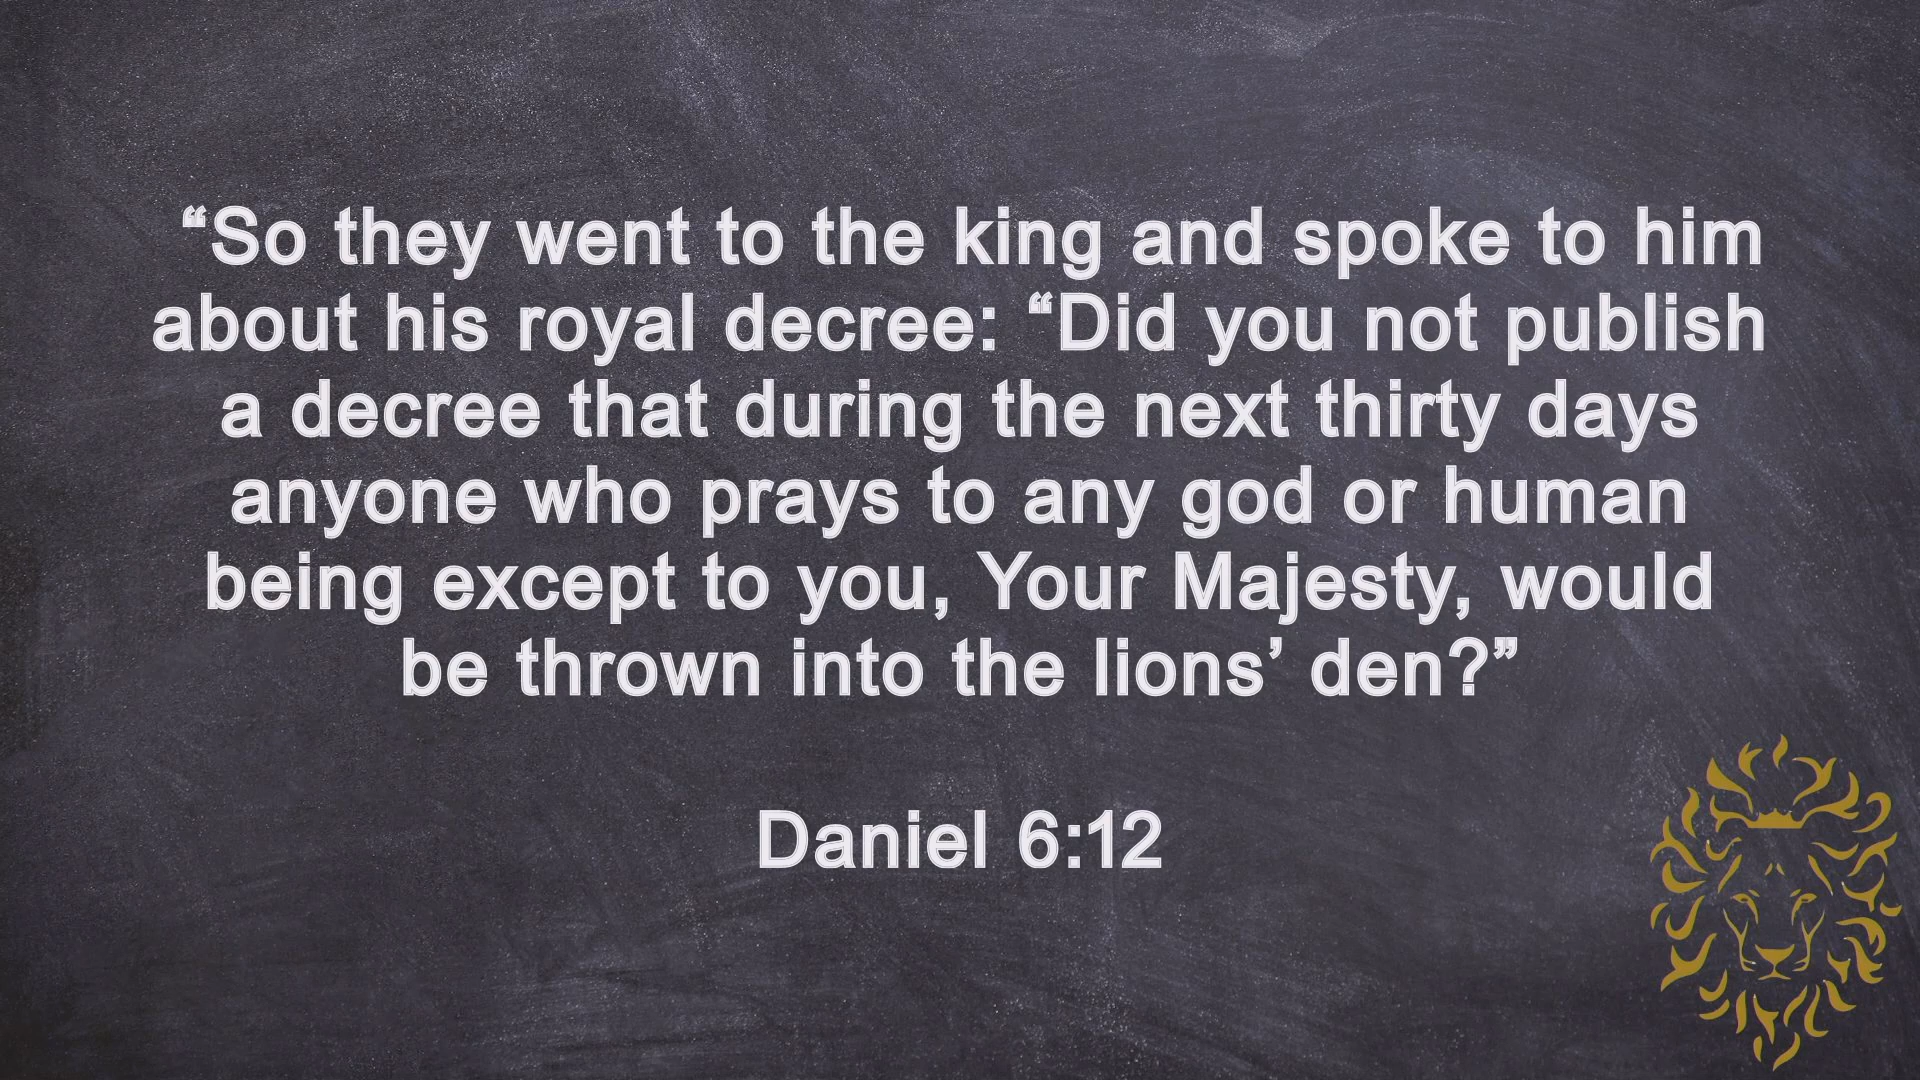 “So they went to the king and spoke to him
about his royal decree: “Did you not publish
a decree that during the next thirty days
anyone who prays to any god or human
being except to you, Your Majesty, would
be thrown into the lions’ den?”
Daniel 6:12